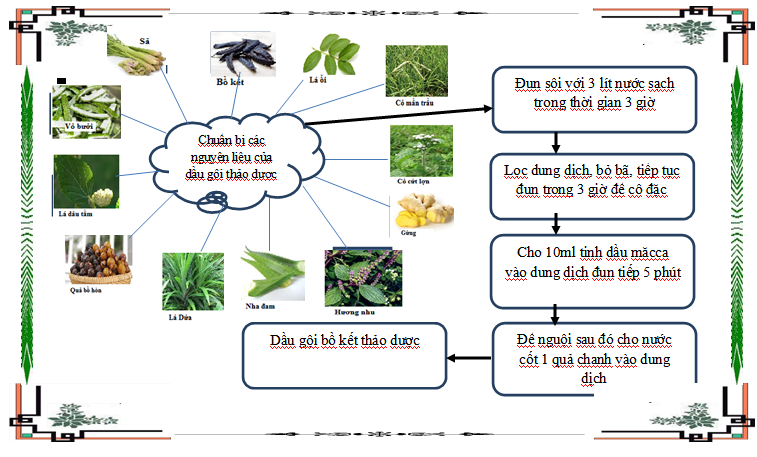 Sả
Bồ kết
Lá ổi
Cỏ mần trầu
Vỏ bưởi
Chuẩn bị các
nguyên liệu của
dầu gôi thảo dược
Cỏ cứt lợn
Lá dâu tằm
Gừng
Quả bồ hòn
Lá Dứa
Nha đam
Hương nhu
Đun sôi với 3 lít nước sạch
trong thời gian 3 giờ
Lọc dung dịch, bỏ bã, tiếp tục
đun trong 3 giờ để cô đặc
Cho 10ml tinh dầu măcca
vào dung dịch đun tiếp 5 phút
Để nguôi sau đó cho nước
cốt 1 quả chanh vào dung
dịch
Dầu gội bồ kết thảo dược